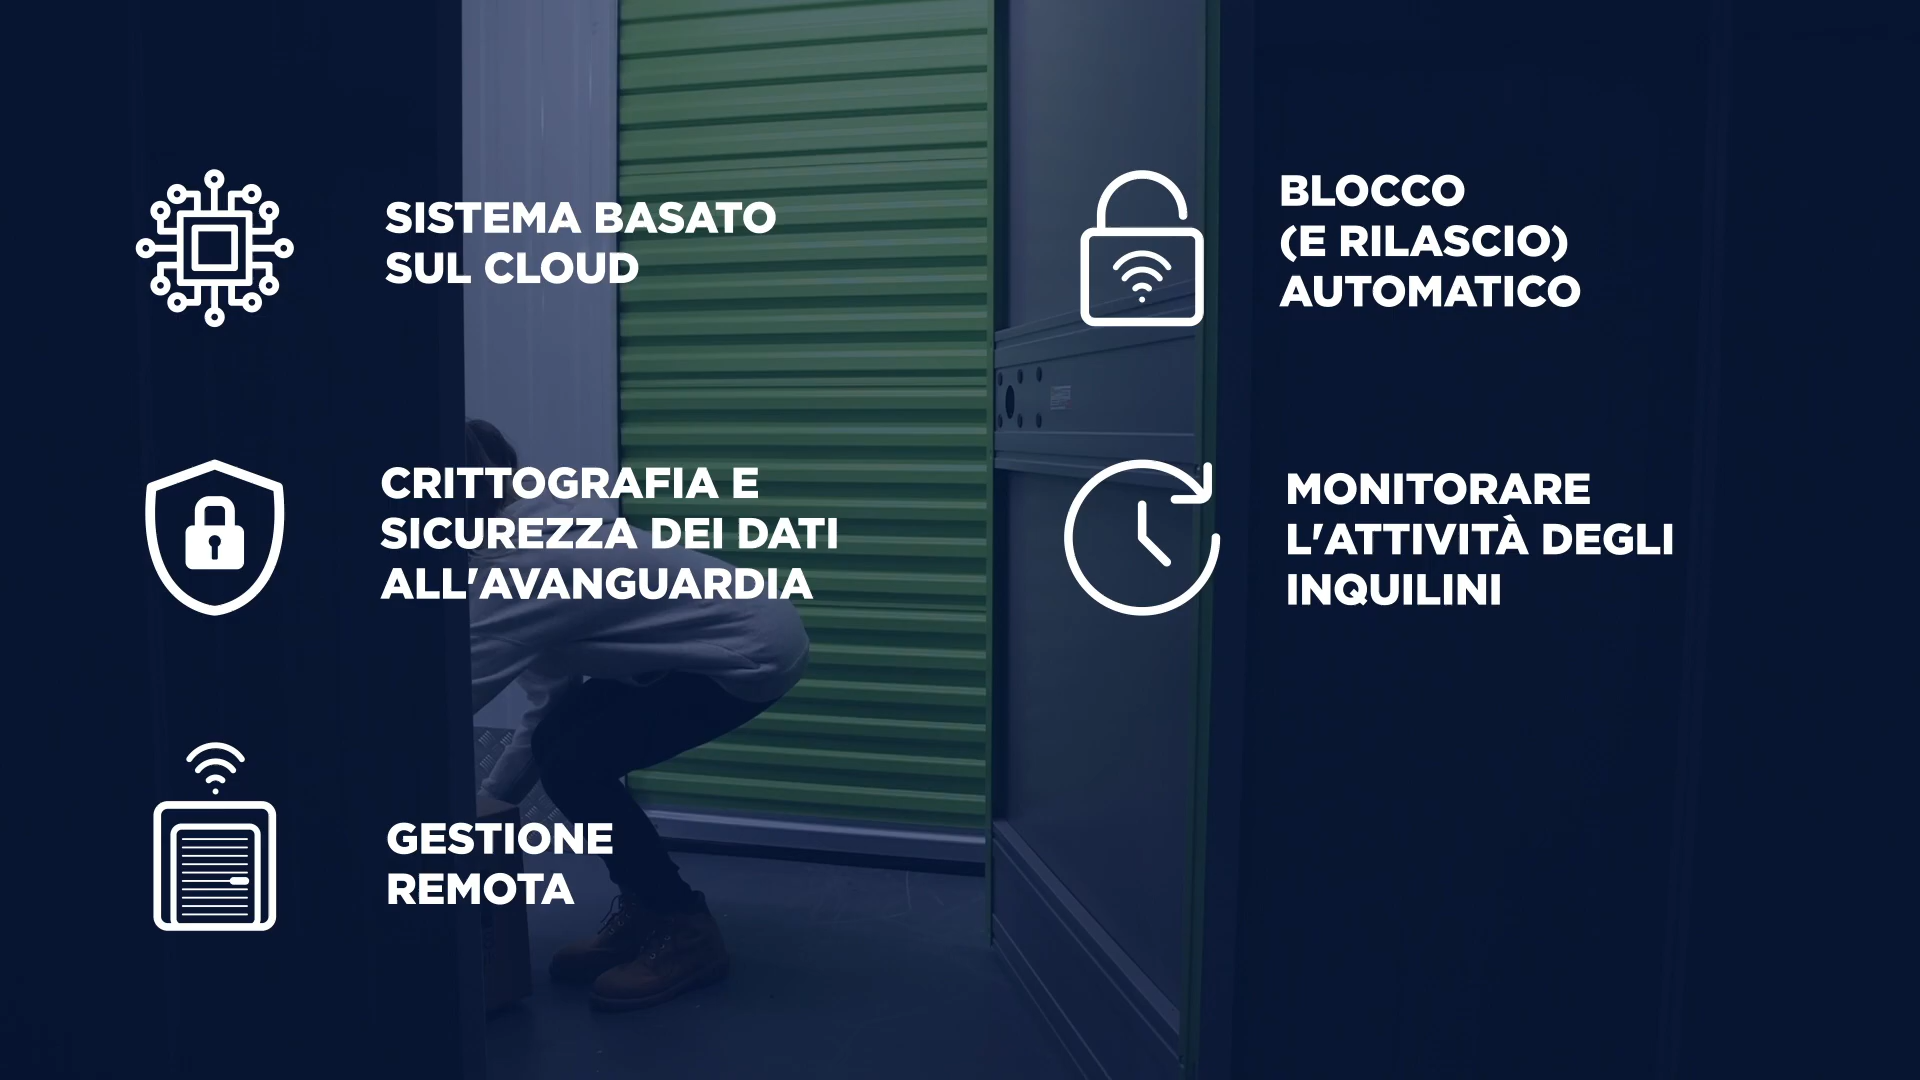 SISTEMA BASATO
SUL CLOUD
CRITTOGRAFIA E
SICUREZZA DEI DATI
ALL'AVANGUARDIA
GESTIONE
REMOTA
BLOCCO
(E RILASCIO)
AUTOMATICO
MONITORARE
L'ATTIVITÀ DEGLI
INQUILINI